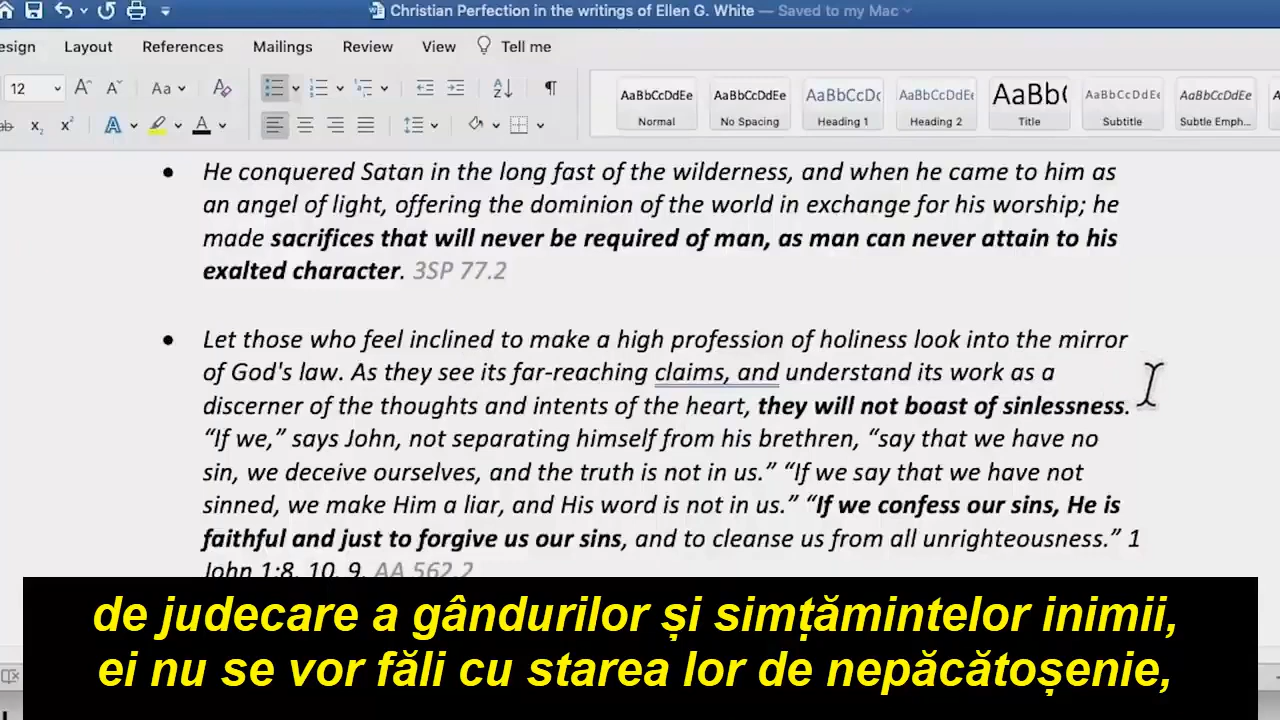 Christian Perfection in the writings of Ellen G. White — Saved to my Mac
esign Layout References Mailings Review View Tell me
12 Aa
AaBbCcDdEe AaBbCcDdEe AaBbCcDc AaBbCcDdE AaBb( AaBbCcDdEe AaBbCcDdEe
Normal No Spacing Heading 1 Heading 2 Title Subtitle Subtle Emph...
• He conquered Satan in the long fast of the wilderness, and when he came to him as
an angel of light, offering the dominion of the world in exchange for his worship; he
made sacrifices that will never be required of man, as man can never attain to his
exalted character. 3SP 77.2
• Let those who feel inclined to make a high profession of holiness look into the mirror
of God's law. As they see its far-reaching claims, and understand its work as a
discerner of the thoughts and intents of the heart, they will not boast of sinlessness.
“If we,” says John, not separating himself from his brethren, “say that we have no
sin, we deceive ourselves, and the truth is not in us.” “If we say that we have not
sinned, we make Him a liar, and His word is not in us.” “If we confess our sins, He is
faithful and just to forgive us our sins, and to cleanse us from all unrighteousness.” 1
John 1:8, 10, 9. AA 562.2
de judecare a gândurilor și simțămintelor inimii,
ei nu se vor făli cu starea lor de nepăcătoșenie,